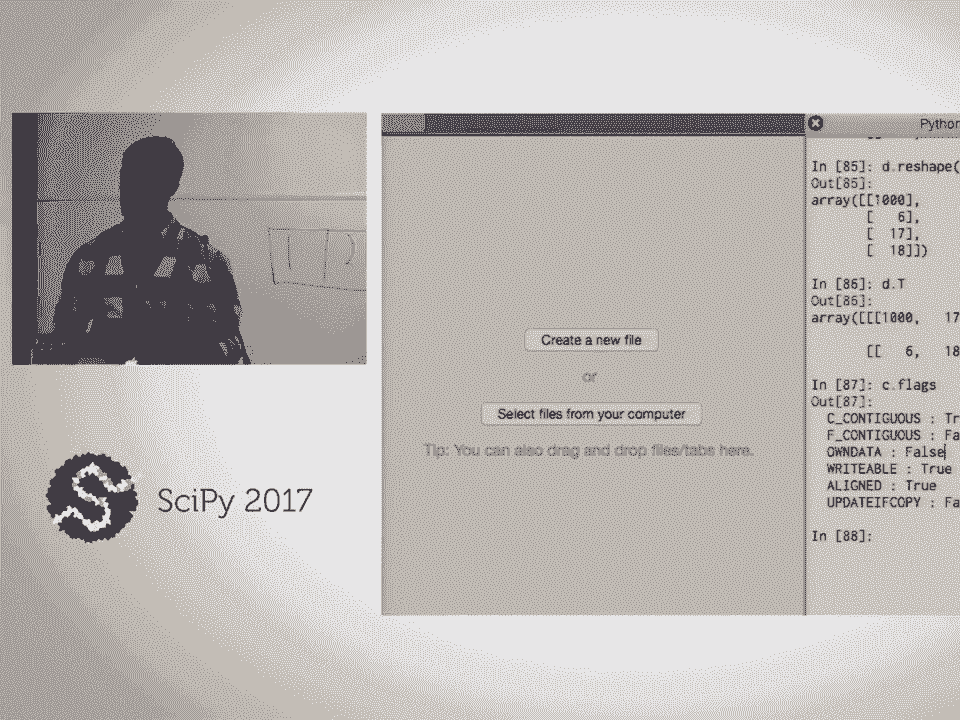 Create a new file
or
Select files from your computer
Tip: You can also drag and drop files/tabs here.
SciPy 2017
Python
In [85]: d.reshape(
Out[85]:
array([[1000],
[ 6],
[ 17],
[ 18]])
In [86]: d.T
Out[86]:
array([[[1000, 17
[[ 6, 18
In [87]: c.flags
Out[87]:
C_CONTIGUOUS : Tr
F_CONTIGUOUS : Fa
OWNDATA : False
WRITEABLE : True
ALIGNED : True
UPDATEIFCOPY : Fa
In [88]: